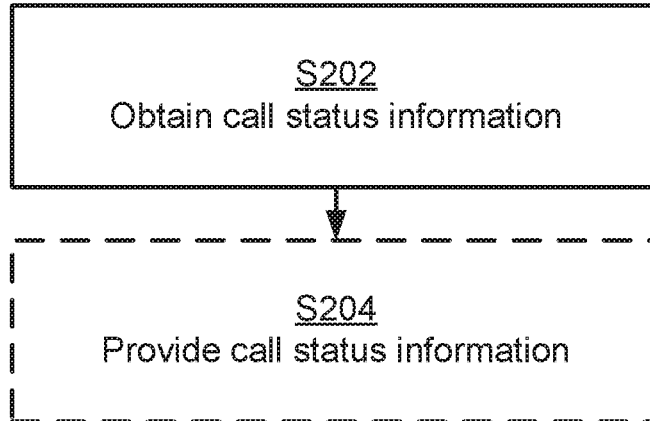 S202
Obtain call status information
S204
Provide call status information